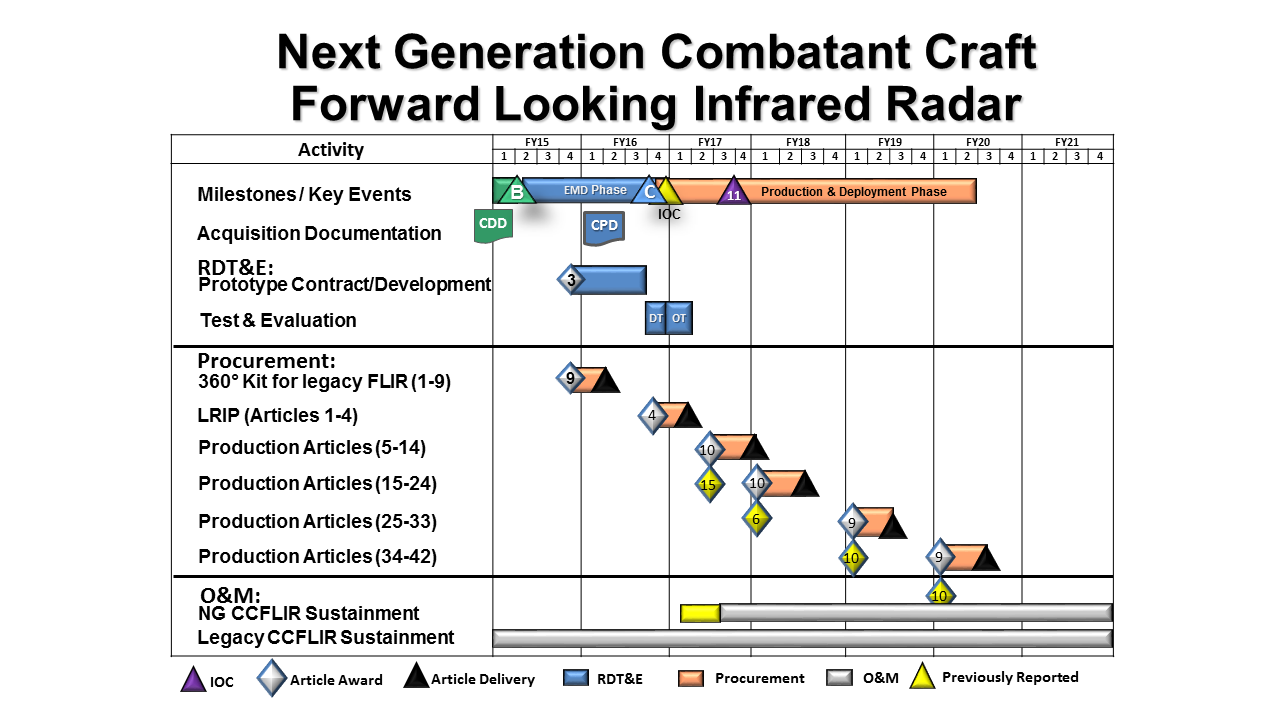 Next Generation Combatant Craft
Forward Looking Infrared Radar
Activity
FY15 FY16 FY17 FY18 FY19 FY20 FY21
1 2 3 4 1 2 3 4 1 2 3 4 1 2 3 4 1 2 3 4 1 2 3 4 1 2 3 4
Milestones / Key Events B EMD Phase C 11 Production & Deployment Phase
IOC
Acquisition Documentation CDD CPD
RDT&E:
Prototype Contract/Development 3
Test & Evaluation DT OT
Procurement:
360° Kit for legacy FLIR (1-9) 9
LRIP (Articles 1-4) 4
Production Articles (5-14) 10
Production Articles (15-24) 15 10
Production Articles (25-33) 6 9
Production Articles (34-42) 10 9
O&M: 10
NG CCFLIR Sustainment
Legacy CCFLIR Sustainment
IOC Article Award Article Delivery RDT&E Procurement O&M Previously Reported